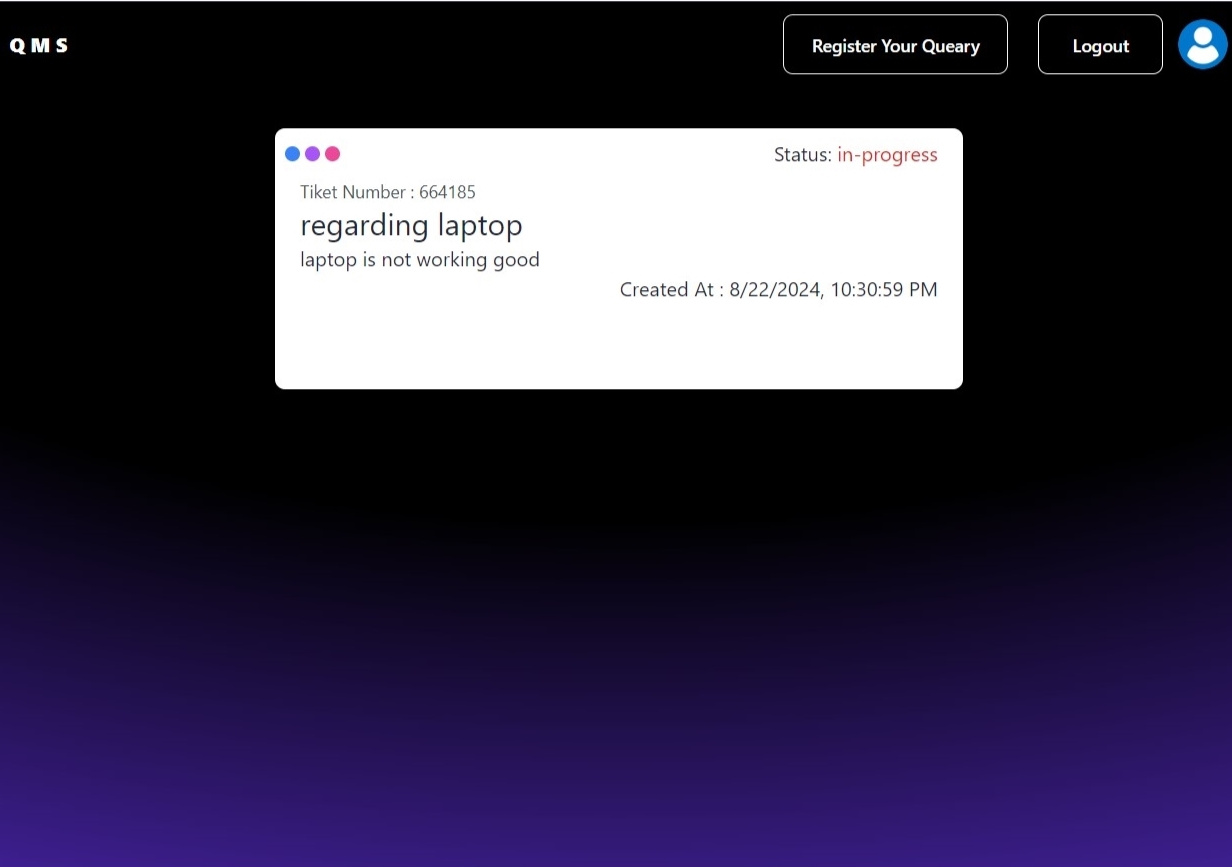 Q M S
Register Your Queary
Logout
Status: in-progress
Tiket Number : 664185
regarding laptop
laptop is not working good
Created At : 8/22/2024, 10:30:59 PM